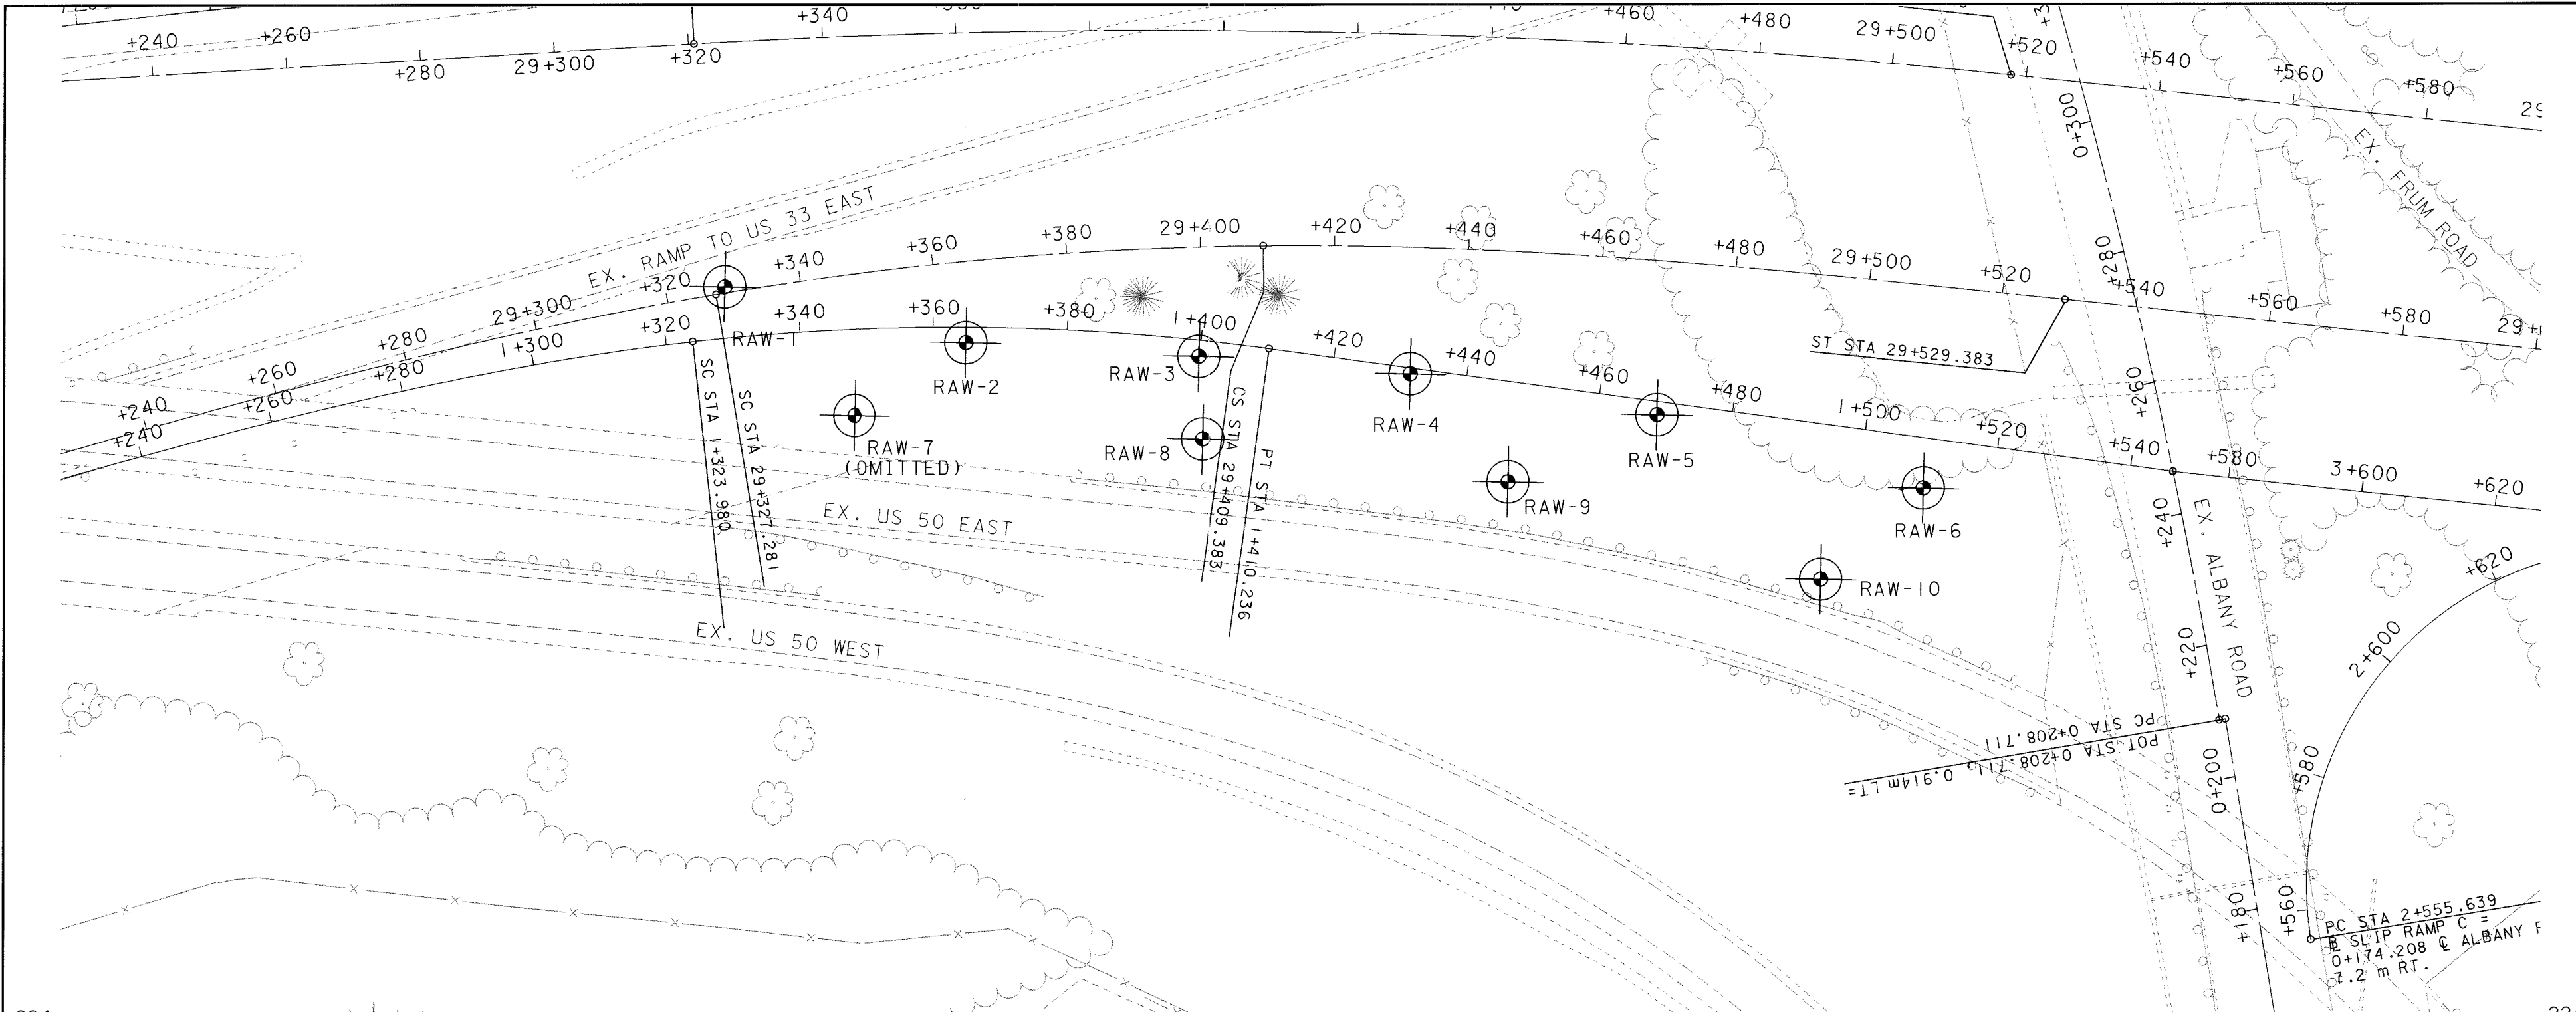 +340
+460
+480
29+500
+240
+260
+280
29+300
+320
+520
+540
+560
+580
0+300
EX. FRUM ROAD
EX. RAMP TO US 33 EAST
+240
+260
+280
29+300
+320
+340
+360
+380
29+400
+420
+440
+460
+480
29+500
+520
+540
+560
+580
+280
+240
+260
+280
1+300
+320
+340
+360
+380
1+400
+420
+440
+460
+480
1+500
+520
+540
+580
3+600
+620
RAW-1
RAW-2
RAW-3
RAW-4
RAW-5
RAW-6
RAW-7
(OMITTED)
RAW-8
RAW-9
RAW-10
ST STA 29+529.383
SC STA 1+323.980
SC STA 29+327.281
CS STA 29+409.383
PT STA 1+410.236
EX. US 50 EAST
EX. US 50 WEST
+260
+240
EX. ALBANY ROAD
+220
PC STA 0+208.711
POT STA 0+208.711, 0.914m LT=
0+200
+180
+620
2+600
+580
+560
PC STA 2+555.639
B SLIP RAMP C =
0+174.208 ℄ ALBANY
7.2 m RT.